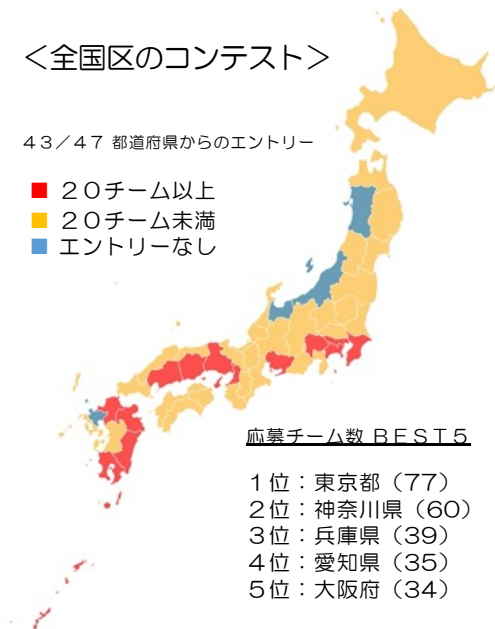 ＜全国区のコンテスト＞
４３／４７ 都道府県からのエントリー
■ ２０チーム以上
■ ２０チーム未満
■ エントリーなし
応募チーム数 ＢＥＳＴ５
１位：東京都（77）
２位：神奈川県（60）
３位：兵庫県（39）
４位：愛知県（35）
５位：大阪府（34）